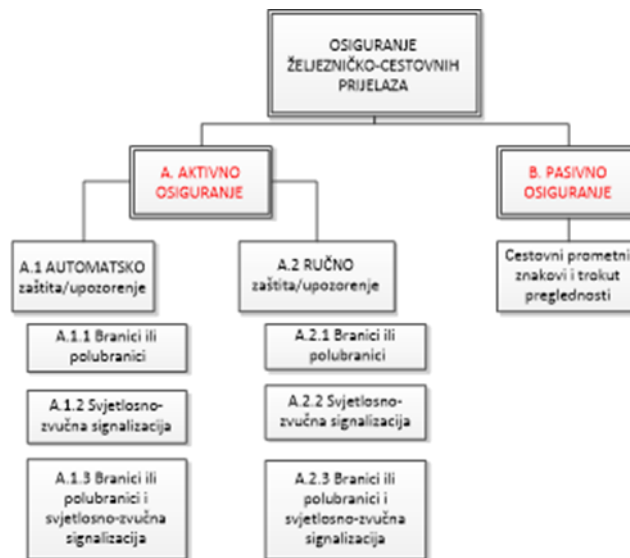 OSIGURANJE
ŽELJEZNIČKO-CESTOVNIH
PRIJELAZA
A. AKTIVNO
OSIGURANJE
B. PASIVNO
OSIGURANJE
A.1 AUTOMATSKO
zaštita/upozorenje
A.2 RUČNO
zaštita/upozorenje
Cestovni prometni
znakovi i trokut
preglednosti
A.1.1 Branici ili
polubranici
A.2.1 Branici ili
polubranici
A.1.2 Svjetlosno-
zvučna signalizacija
A.2.2 Svjetlosno-
zvučna signalizacija
A.1.3 Branici ili
polubranici i
svjetlosno-zvučna
signalizacija
A.2.3 Branici ili
polubranici i
svjetlosno-zvučna
signalizacija